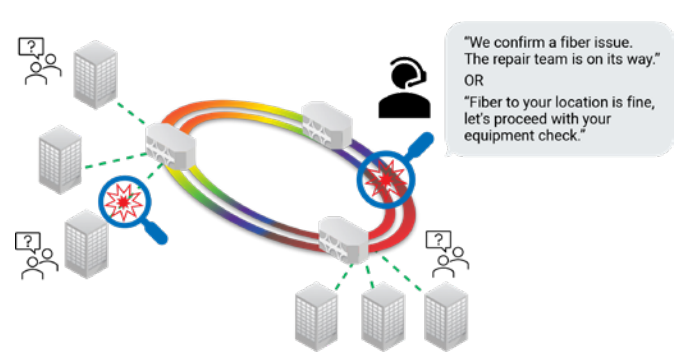 “We confirm a fiber issue.
The repair team is on its way.”
OR
“Fiber to your location is fine,
let’s proceed with your
equipment check.”
?
?
?